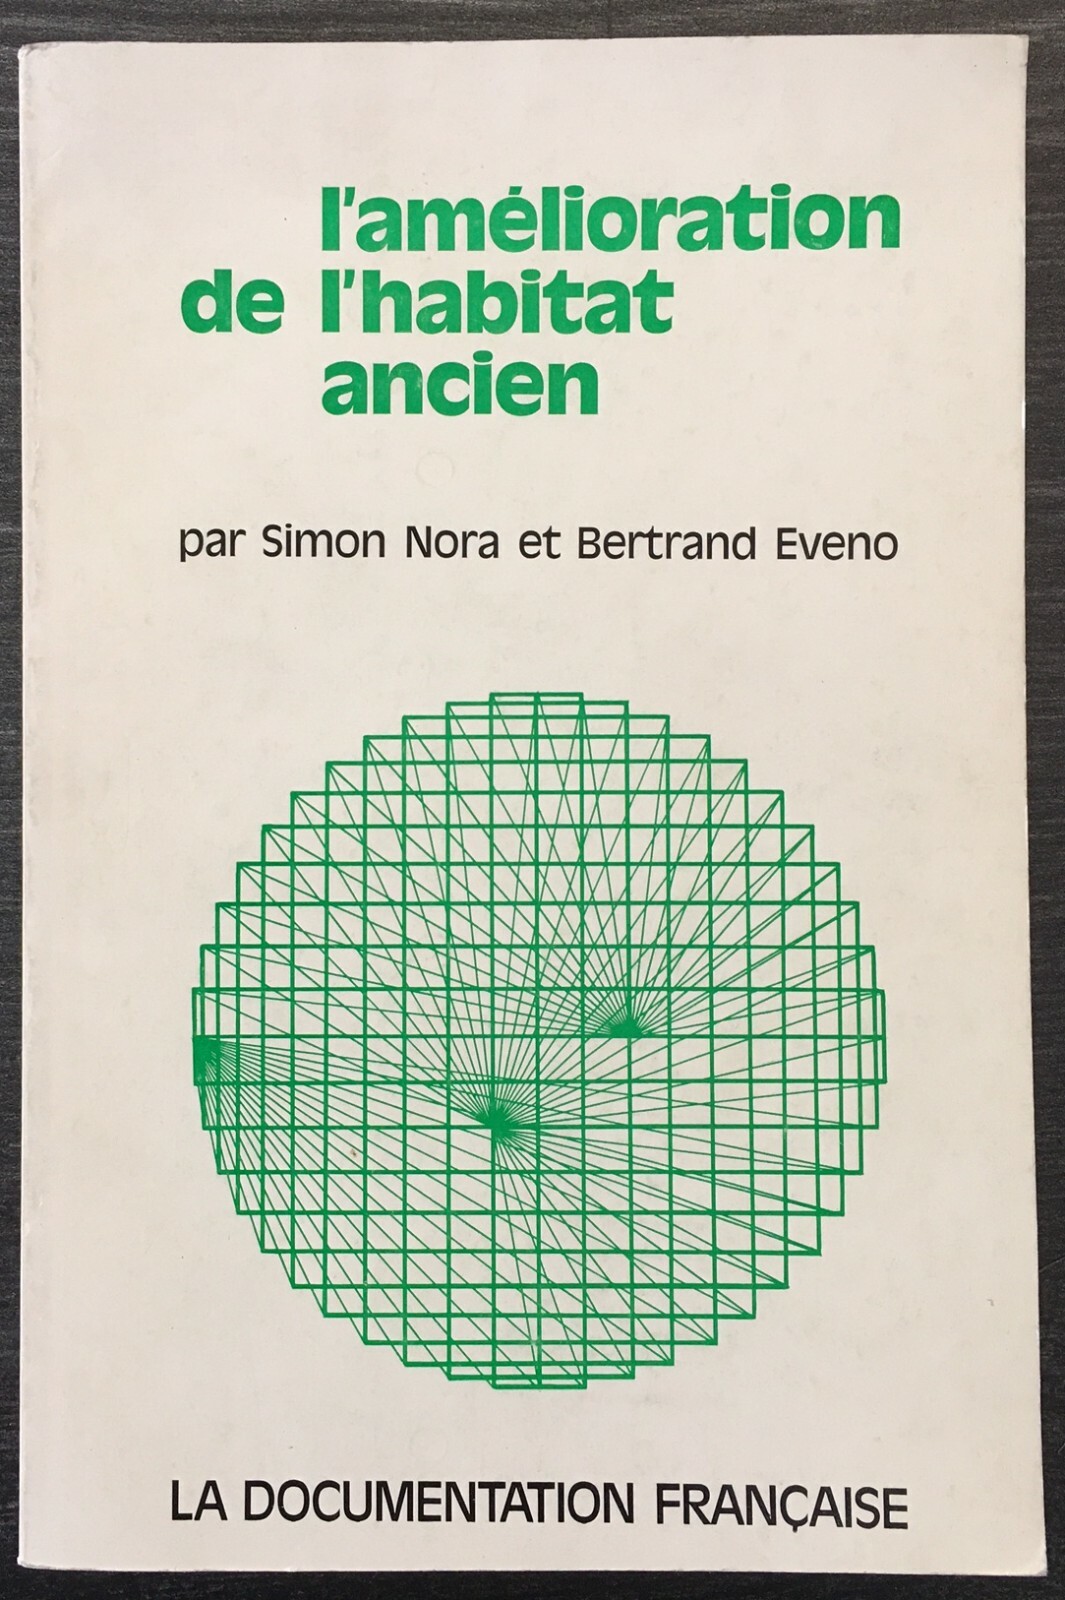 l'amélioration
de l'habitat
ancien
par Simon Nora et Bertrand Eveno
LA DOCUMENTATION FRANÇAISE